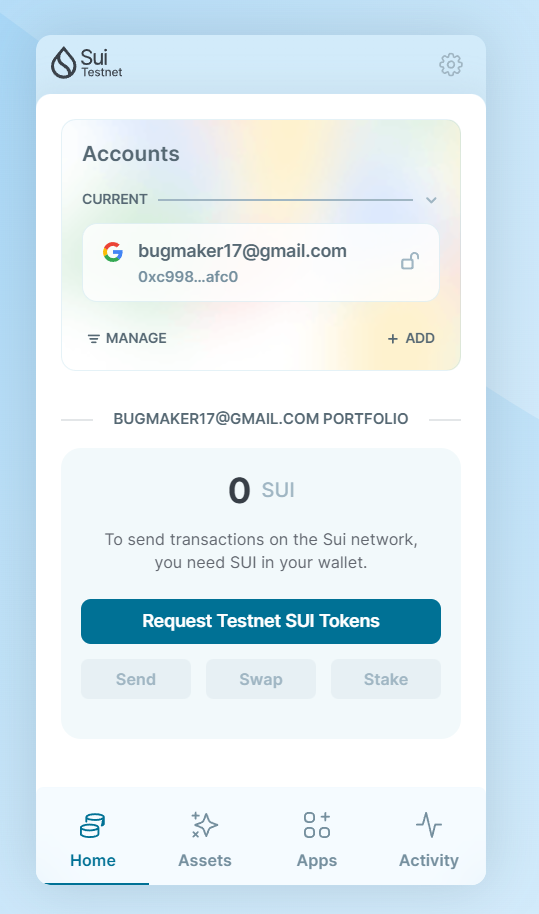 Sui
Testnet
Accounts
CURRENT
bugmaker17@gmail.com
0xc998...afc0
MANAGE
+ ADD
BUGMAKER17@GMAIL.COM PORTFOLIO
0 SUI
To send transactions on the Sui network,
you need SUI in your wallet.
Request Testnet SUI Tokens
Send Swap Stake
Home Assets Apps Activity